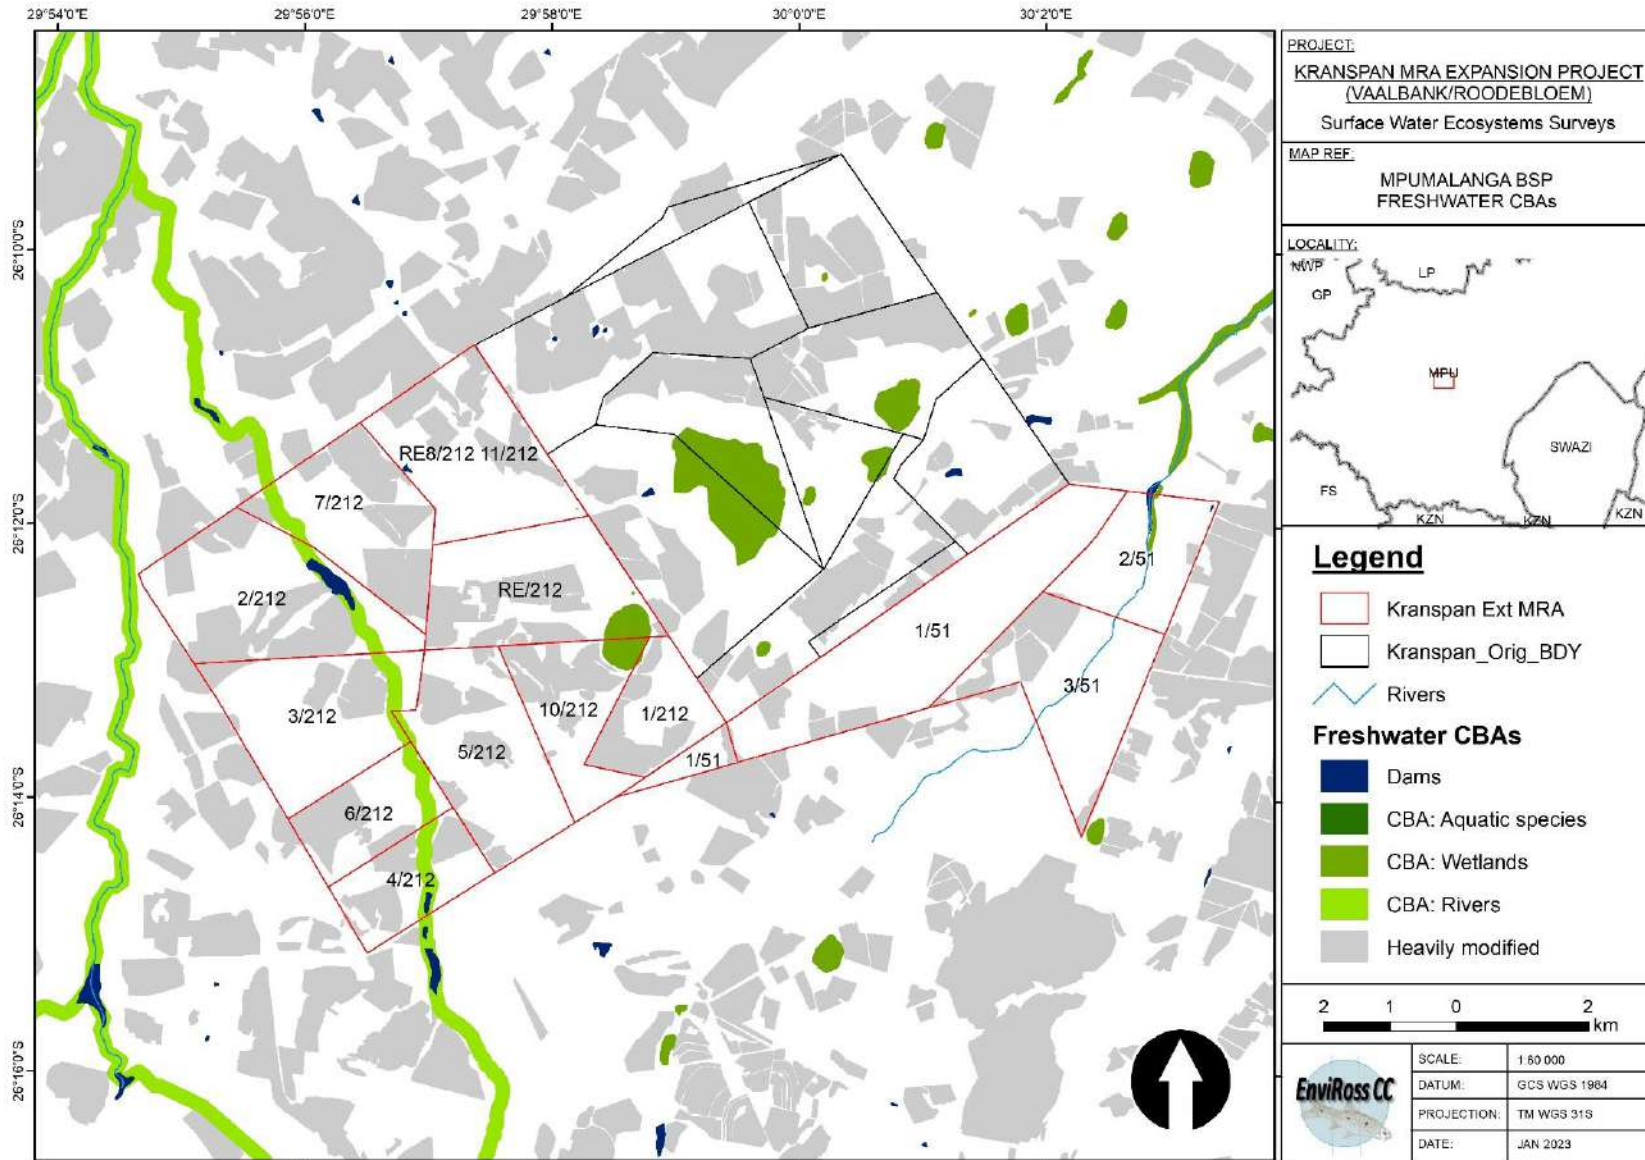 29°54'0"E 29°56'0"E 29°58'0"E 30°0'0"E 30°2'0"E
26°10'0"S
26°12'0"S
26°14'0"S
26°16'0"S
RE8/212 11/212
7/212
2/212
RE/212
3/212
10/212
1/212
5/212
6/212
4/212
1/51
1/51
2/51
3/51
PROJECT:
KRANSPAN MRA EXPANSION PROJECT
(VAALBANK/ROODEBLOEM)
Surface Water Ecosystems Surveys
MAP REF:
MPUMALANGA BSP
FRESHWATER CBAs
LOCALITY:
NWP
LP
GP
MPU
SWAZI
FS
KZN
KZN
KZN
Legend
Kranspan Ext MRA
Kranspan_Orig_BDY
Rivers
Freshwater CBAs
Dams
CBA: Aquatic species
CBA: Wetlands
CBA: Rivers
Heavily modified
2 1 0 2
km
EnviRoss CC
SCALE: 1:60 000
DATUM: GCS WGS 1984
PROJECTION: TM WGS 31S
DATE: JAN 2023